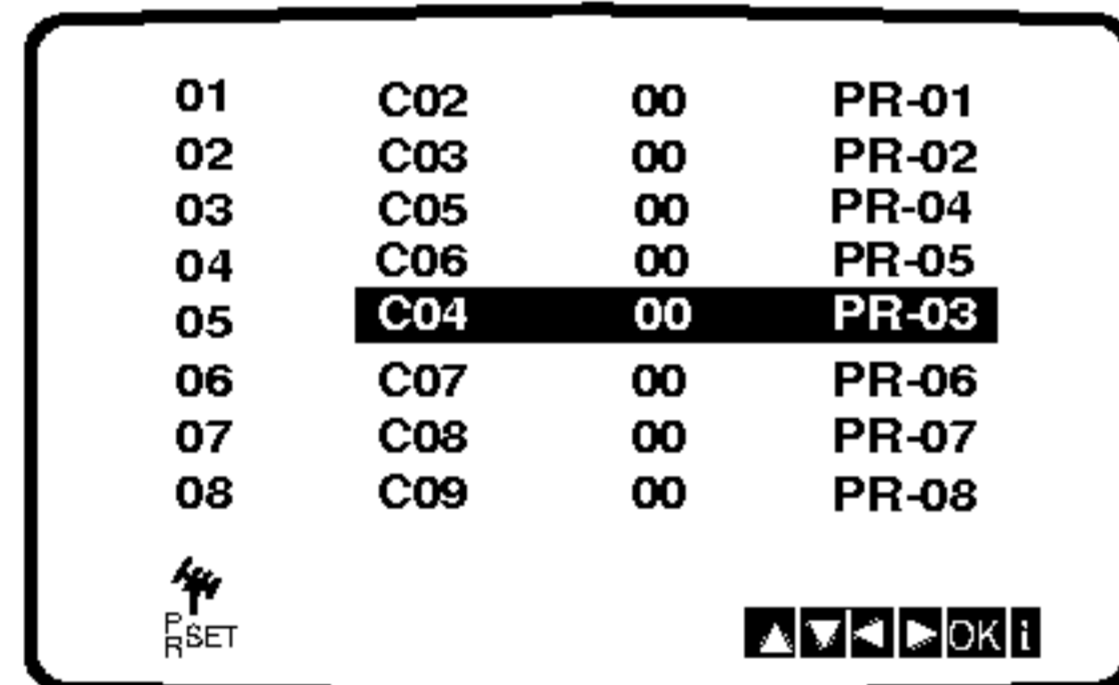 01 C02 00 PR-01
02 C03 00 PR-02
03 C05 00 PR-04
04 C06 00 PR-05
05 C04 00 PR-03
06 C07 00 PR-06
07 C08 00 PR-07
08 C09 00 PR-08
PR SET OK i